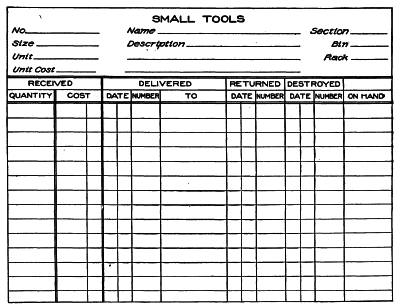 SMALL TOOLS
No. Name Section
Size Description Bin
Unit Rack
Unit Cost
RECEIVED DELIVERED RETURNED DESTROYED
QUANTITY COST DATE NUMBER TO DATE NUMBER DATE NUMBER ON HAND